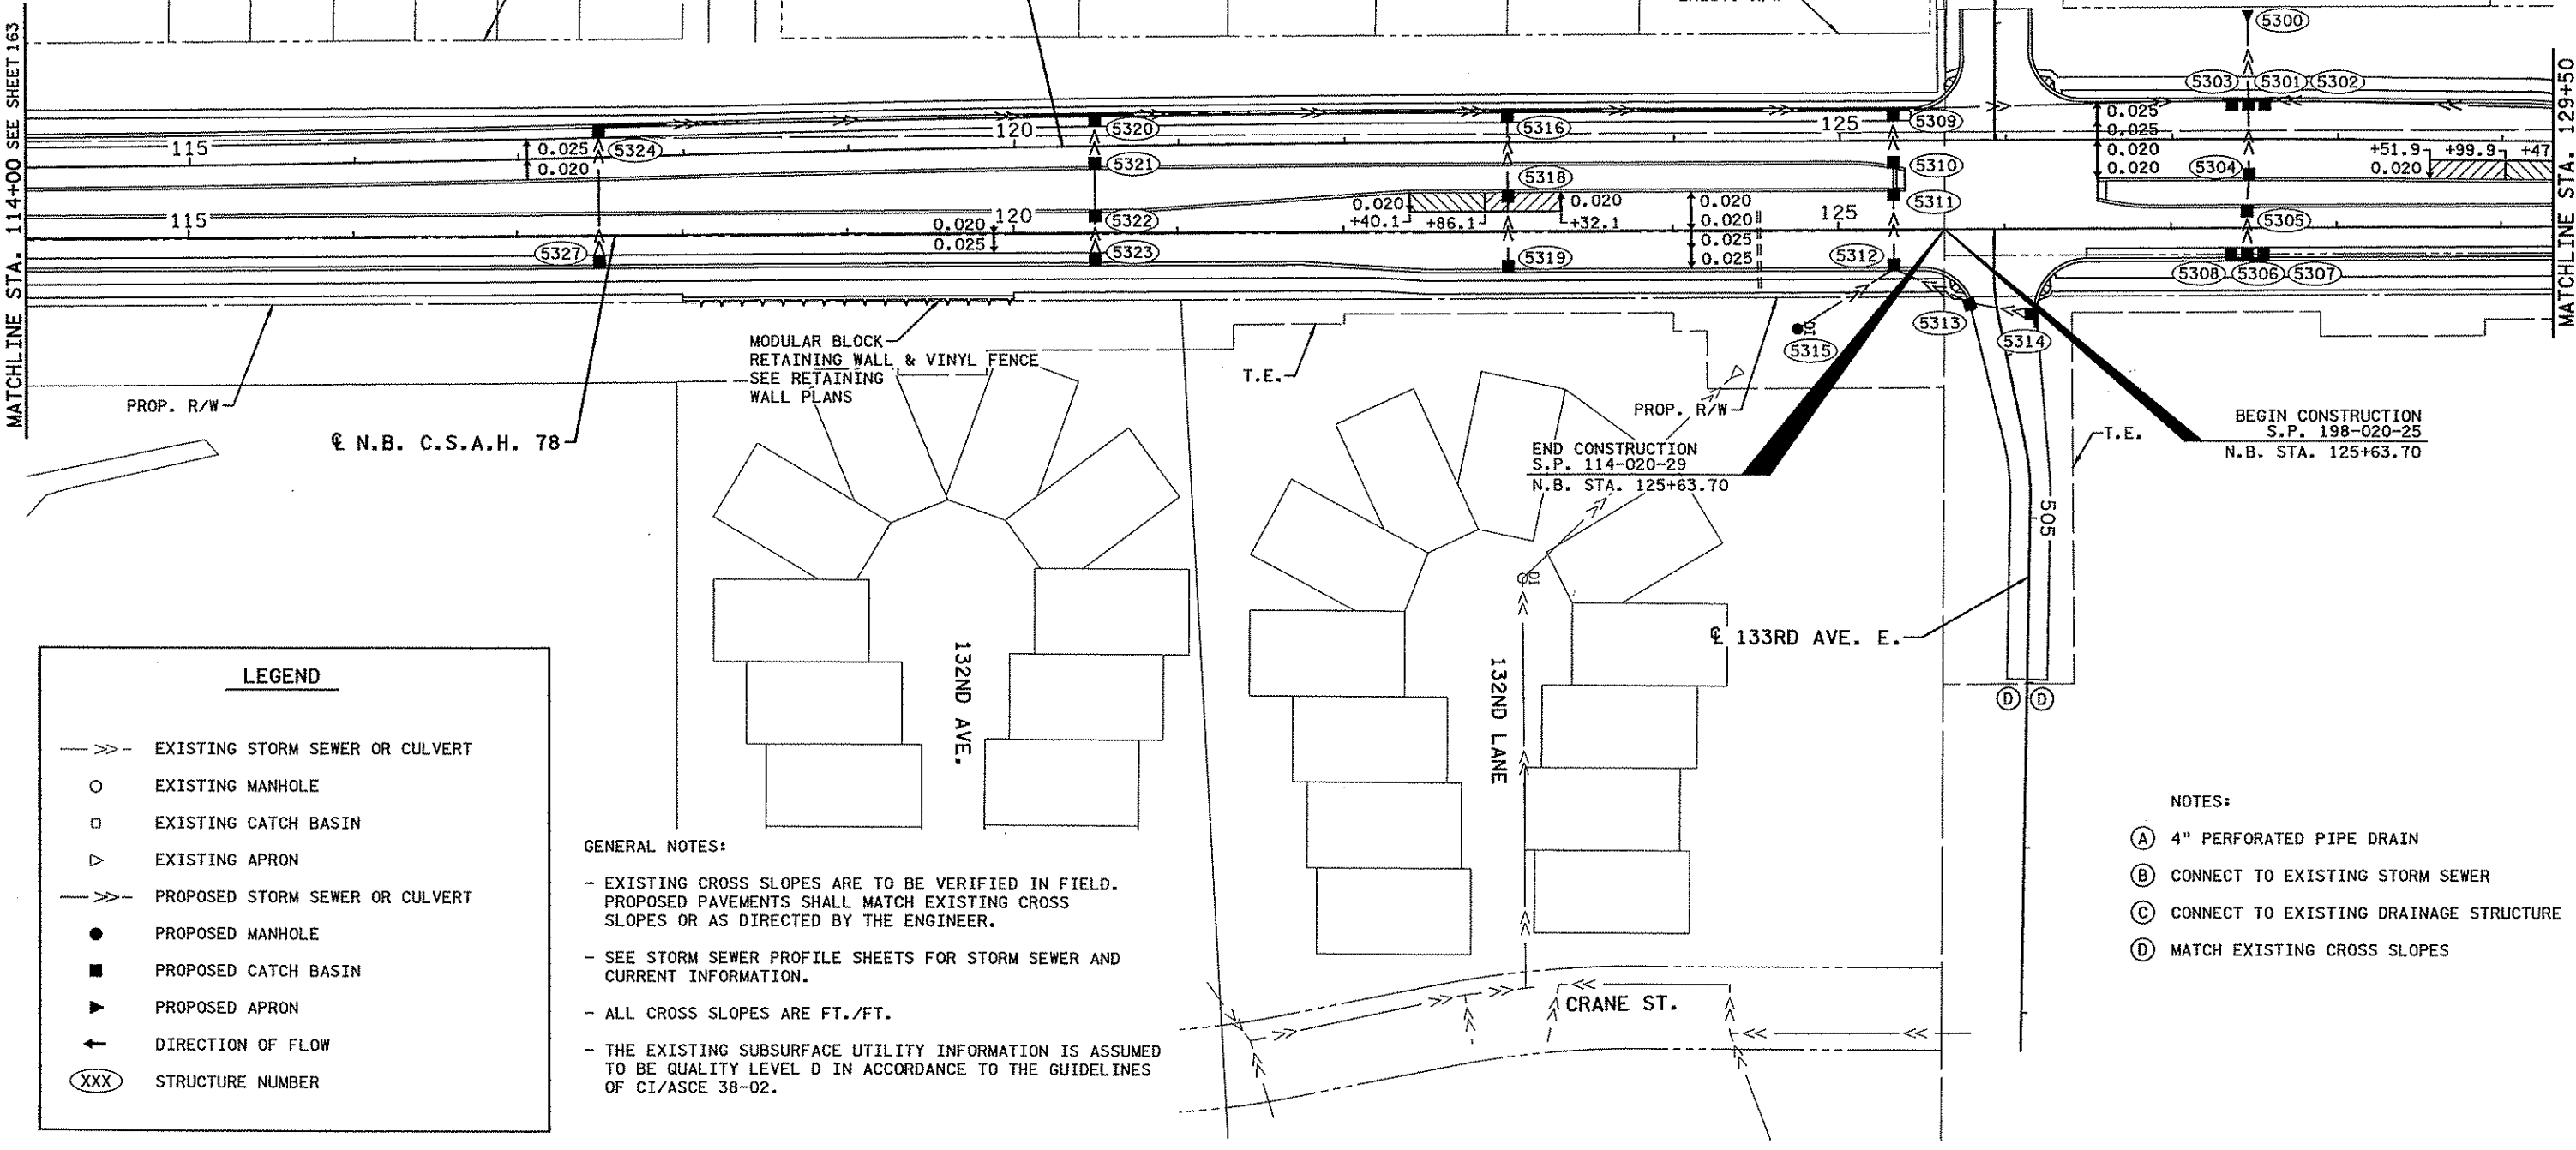 MATCHLINE STA. 114+00 SEE SHEET 163
5300
5303 5301 5302
115
0.025
0.020
5324
120
5320
5321
5316
125
5309
5310
0.025
0.025
0.020
0.020
5304
+51.9 +99.9 +47
0.020
MATCHLINE STA. 129+50
115
5327
0.020
0.025
120
5322
5323
5318
0.020
+40.1 +86.1
0.020
+32.1
5319
0.020
0.020
0.025
0.025
125
5311
5312
5305
5308 5306 5307
5313
5314
5315
MODULAR BLOCK
RETAINING WALL & VINYL FENCE
SEE RETAINING
WALL PLANS
T.E.
PROP. R/W
PROP. R/W
℄ N.B. C.S.A.H. 78
END CONSTRUCTION
S.P. 114-020-29
N.B. STA. 125+63.70
T.E.
BEGIN CONSTRUCTION
S.P. 198-020-25
N.B. STA. 125+63.70
505
℄ 133RD AVE. E.
D D
132ND AVE.
132ND LANE
CRANE ST.
LEGEND
EXISTING STORM SEWER OR CULVERT
EXISTING MANHOLE
EXISTING CATCH BASIN
EXISTING APRON
PROPOSED STORM SEWER OR CULVERT
PROPOSED MANHOLE
PROPOSED CATCH BASIN
PROPOSED APRON
DIRECTION OF FLOW
XXX STRUCTURE NUMBER
GENERAL NOTES:
- EXISTING CROSS SLOPES ARE TO BE VERIFIED IN FIELD.
PROPOSED PAVEMENTS SHALL MATCH EXISTING CROSS
SLOPES OR AS DIRECTED BY THE ENGINEER.
- SEE STORM SEWER PROFILE SHEETS FOR STORM SEWER AND
CURRENT INFORMATION.
- ALL CROSS SLOPES ARE FT./FT.
- THE EXISTING SUBSURFACE UTILITY INFORMATION IS ASSUMED
TO BE QUALITY LEVEL D IN ACCORDANCE TO THE GUIDELINES
OF CI/ASCE 38-02.
NOTES:
A 4" PERFORATED PIPE DRAIN
B CONNECT TO EXISTING STORM SEWER
C CONNECT TO EXISTING DRAINAGE STRUCTURE
D MATCH EXISTING CROSS SLOPES